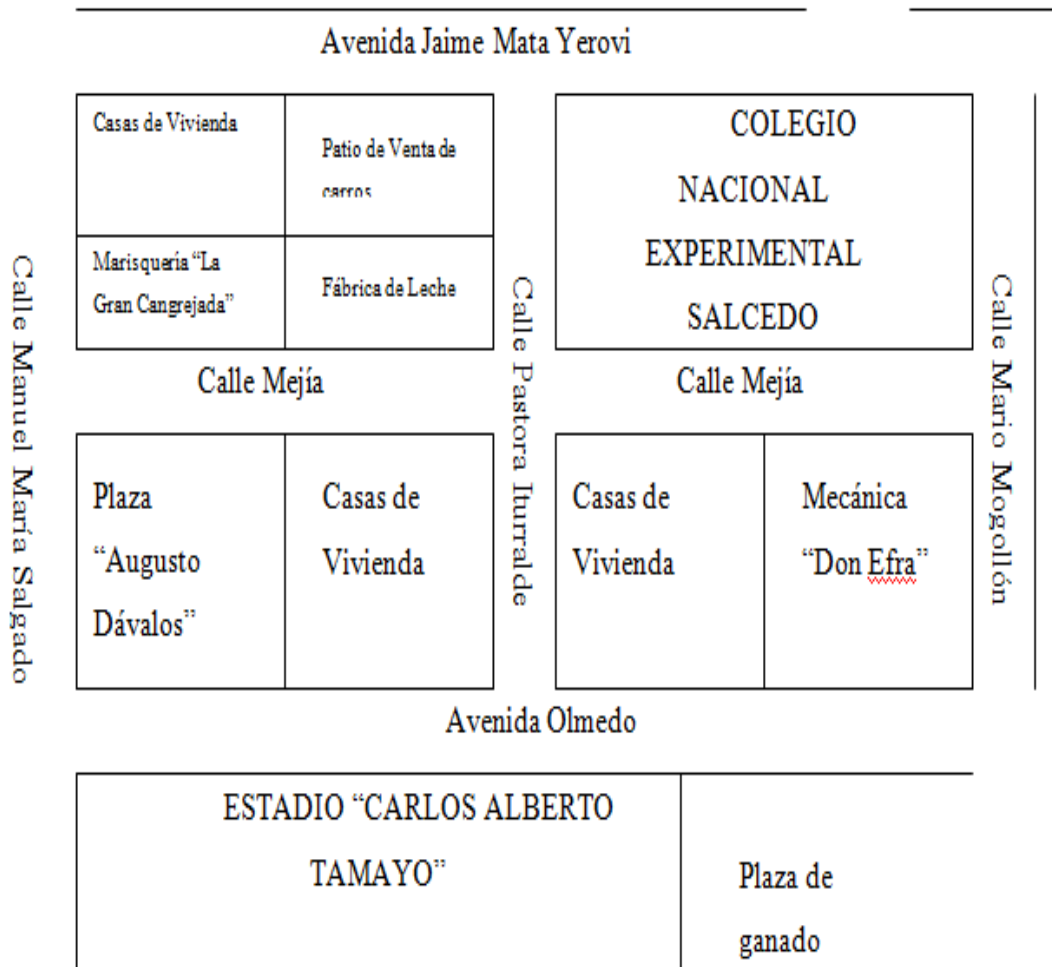 Avenida Jaime Mata Yerovi
Casas de Vivienda
Patio de Venta de
carros
COLEGIO
NACIONAL
EXPERIMENTAL
SALCEDO
Marisquería “La
Gran Cangrejada”
Fábrica de Leche
Calle Manuel María Salgado
Calle Pastora Iturralde
Calle Mario Mogollón
Calle Mejía
Calle Mejía
Plaza
“Augusto
Dávalos”
Casas de
Vivienda
Casas de
Vivienda
Mecánica
“Don Efra”
Avenida Olmedo
ESTADIO “CARLOS ALBERTO
TAMAYO”
Plaza de
ganado